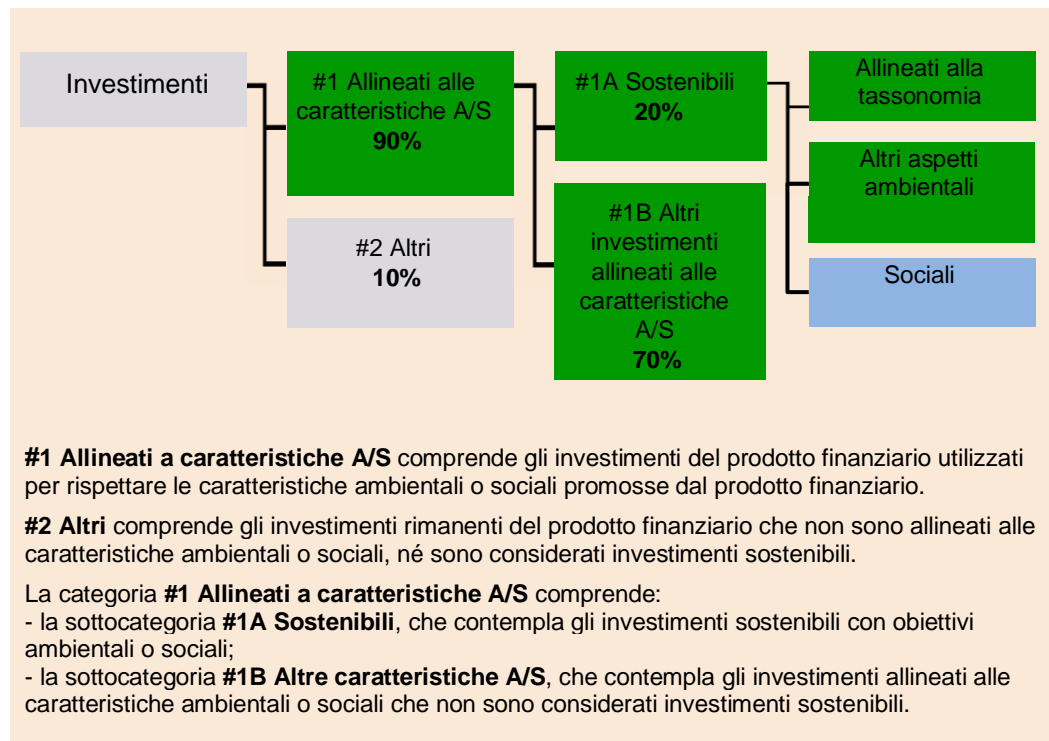 Investimenti
#1 Allineati alle
caratteristiche A/S
90%
#2 Altri
10%
#1A Sostenibili
20%
#1B Altri
investimenti
allineati alle
caratteristiche
A/S
70%
Allineati alla
tassonomia
Altri aspetti
ambientali
Sociali
#1 Allineati a caratteristiche A/S comprende gli investimenti del prodotto finanziario utilizzati
per rispettare le caratteristiche ambientali o sociali promosse dal prodotto finanziario.
#2 Altri comprende gli investimenti rimanenti del prodotto finanziario che non sono allineati alle
caratteristiche ambientali o sociali, né sono considerati investimenti sostenibili.
La categoria #1 Allineati a caratteristiche A/S comprende:
- la sottocategoria #1A Sostenibili, che contempla gli investimenti sostenibili con obiettivi
ambientali o sociali;
- la sottocategoria #1B Altre caratteristiche A/S, che contempla gli investimenti allineati alle
caratteristiche ambientali o sociali che non sono considerati investimenti sostenibili.